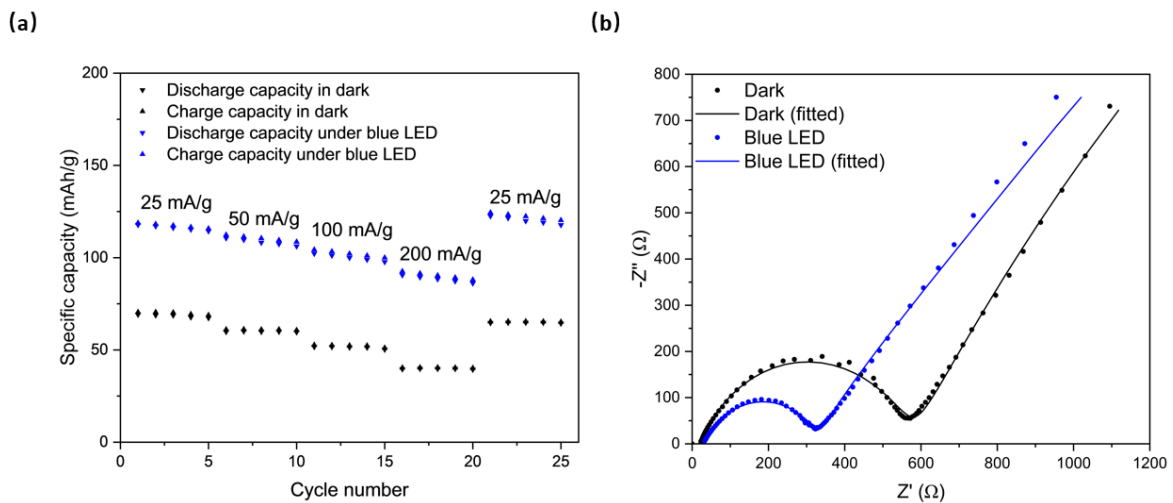 (a)
200
150
100
50
0
0
5
10
15
20
25
Specific capacity (mAh/g)
Cycle number
Discharge capacity in dark
Charge capacity in dark
Discharge capacity under blue LED
Charge capacity under blue LED
25 mA/g
50 mA/g
100 mA/g
200 mA/g
25 mA/g
(b)
800
700
600
500
400
300
200
100
0
0
200
400
600
800
1000
1200
-Z'' (Ω)
Z' (Ω)
Dark
Dark (fitted)
Blue LED
Blue LED (fitted)